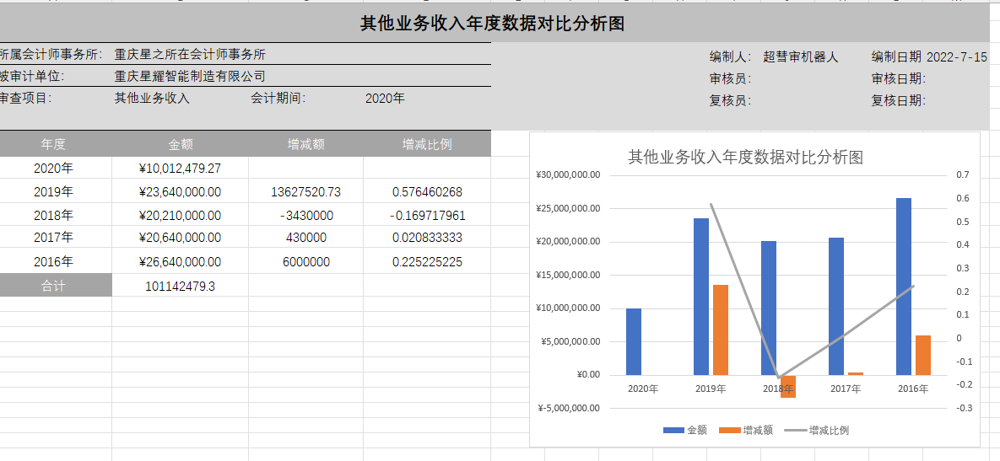 其他业务收入年度数据对比分析图
所属会计师事务所： 重庆星之所在会计师事务所
编制人： 超彗审机器人 编制日期 2022-7-15
被审计单位： 重庆星耀智能制造有限公司
审核员： 审核日期：
审查项目： 其他业务收入 会计期间： 2020年
复核员： 复核日期：
年度 金额 增减额 增减比例
2020年 ¥10,012,479.27
2019年 ¥23,640,000.00 13627520.73 0.576460268
2018年 ¥20,210,000.00 -3430000 -0.169717961
2017年 ¥20,640,000.00 430000 0.020833333
2016年 ¥26,640,000.00 6000000 0.225225225
合计 101142479.3
其他业务收入年度数据对比分析图
¥30,000,000.00
¥25,000,000.00
¥20,000,000.00
¥15,000,000.00
¥10,000,000.00
¥5,000,000.00
¥0.00
¥-5,000,000.00
0.7
0.6
0.5
0.4
0.3
0.2
0.1
0
-0.1
-0.2
-0.3
2020年 2019年 2018年 2017年 2016年
金额 增减额 增减比例